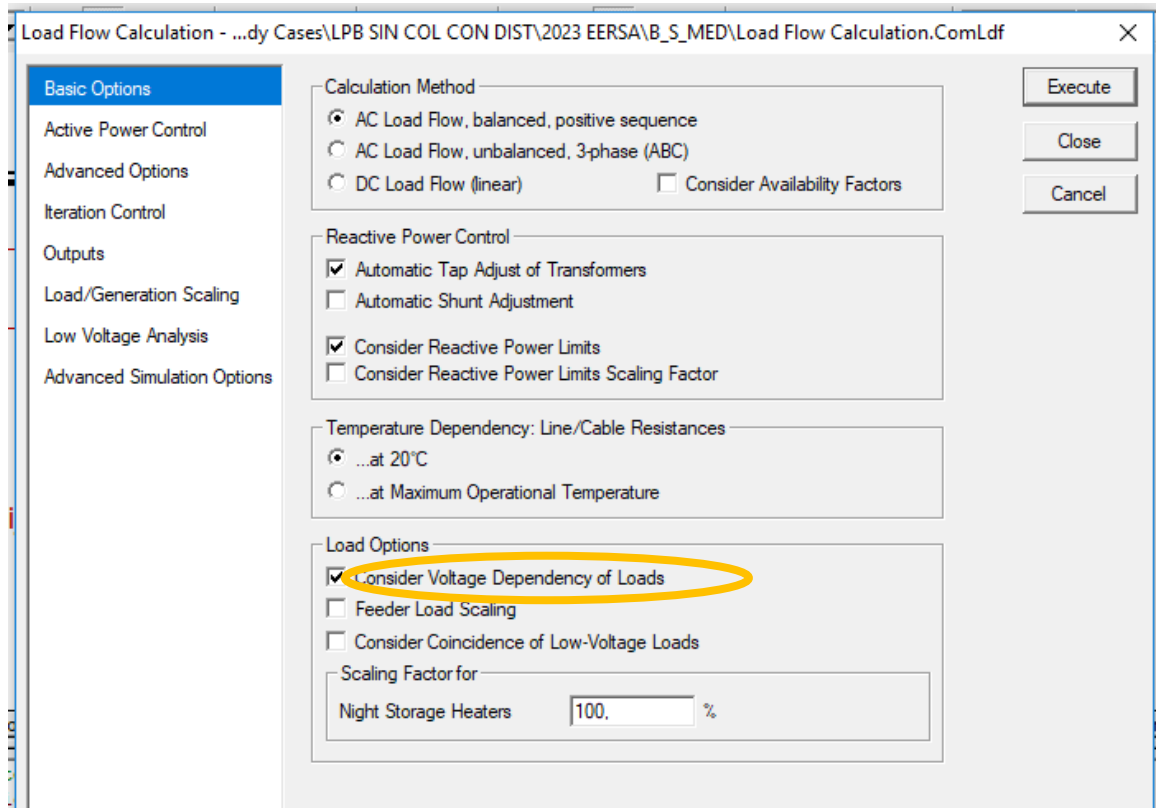 Load Flow Calculation - ...dy Cases\LPB SIN COL CON DIST\2023 EERSA\B_S_MED\Load Flow Calculation.ComLdf
Basic Options
Active Power Control
Advanced Options
Iteration Control
Outputs
Load/Generation Scaling
Low Voltage Analysis
Advanced Simulation Options
Calculation Method
AC Load Flow, balanced, positive sequence
AC Load Flow, unbalanced, 3-phase (ABC)
DC Load Flow (linear) Consider Availability Factors
Reactive Power Control
Automatic Tap Adjust of Transformers
Automatic Shunt Adjustment
Consider Reactive Power Limits
Consider Reactive Power Limits Scaling Factor
Temperature Dependency: Line/Cable Resistances
...at 20°C
...at Maximum Operational Temperature
Load Options
Consider Voltage Dependency of Loads
Feeder Load Scaling
Consider Coincidence of Low-Voltage Loads
Scaling Factor for
Night Storage Heaters 100, %
Execute
Close
Cancel